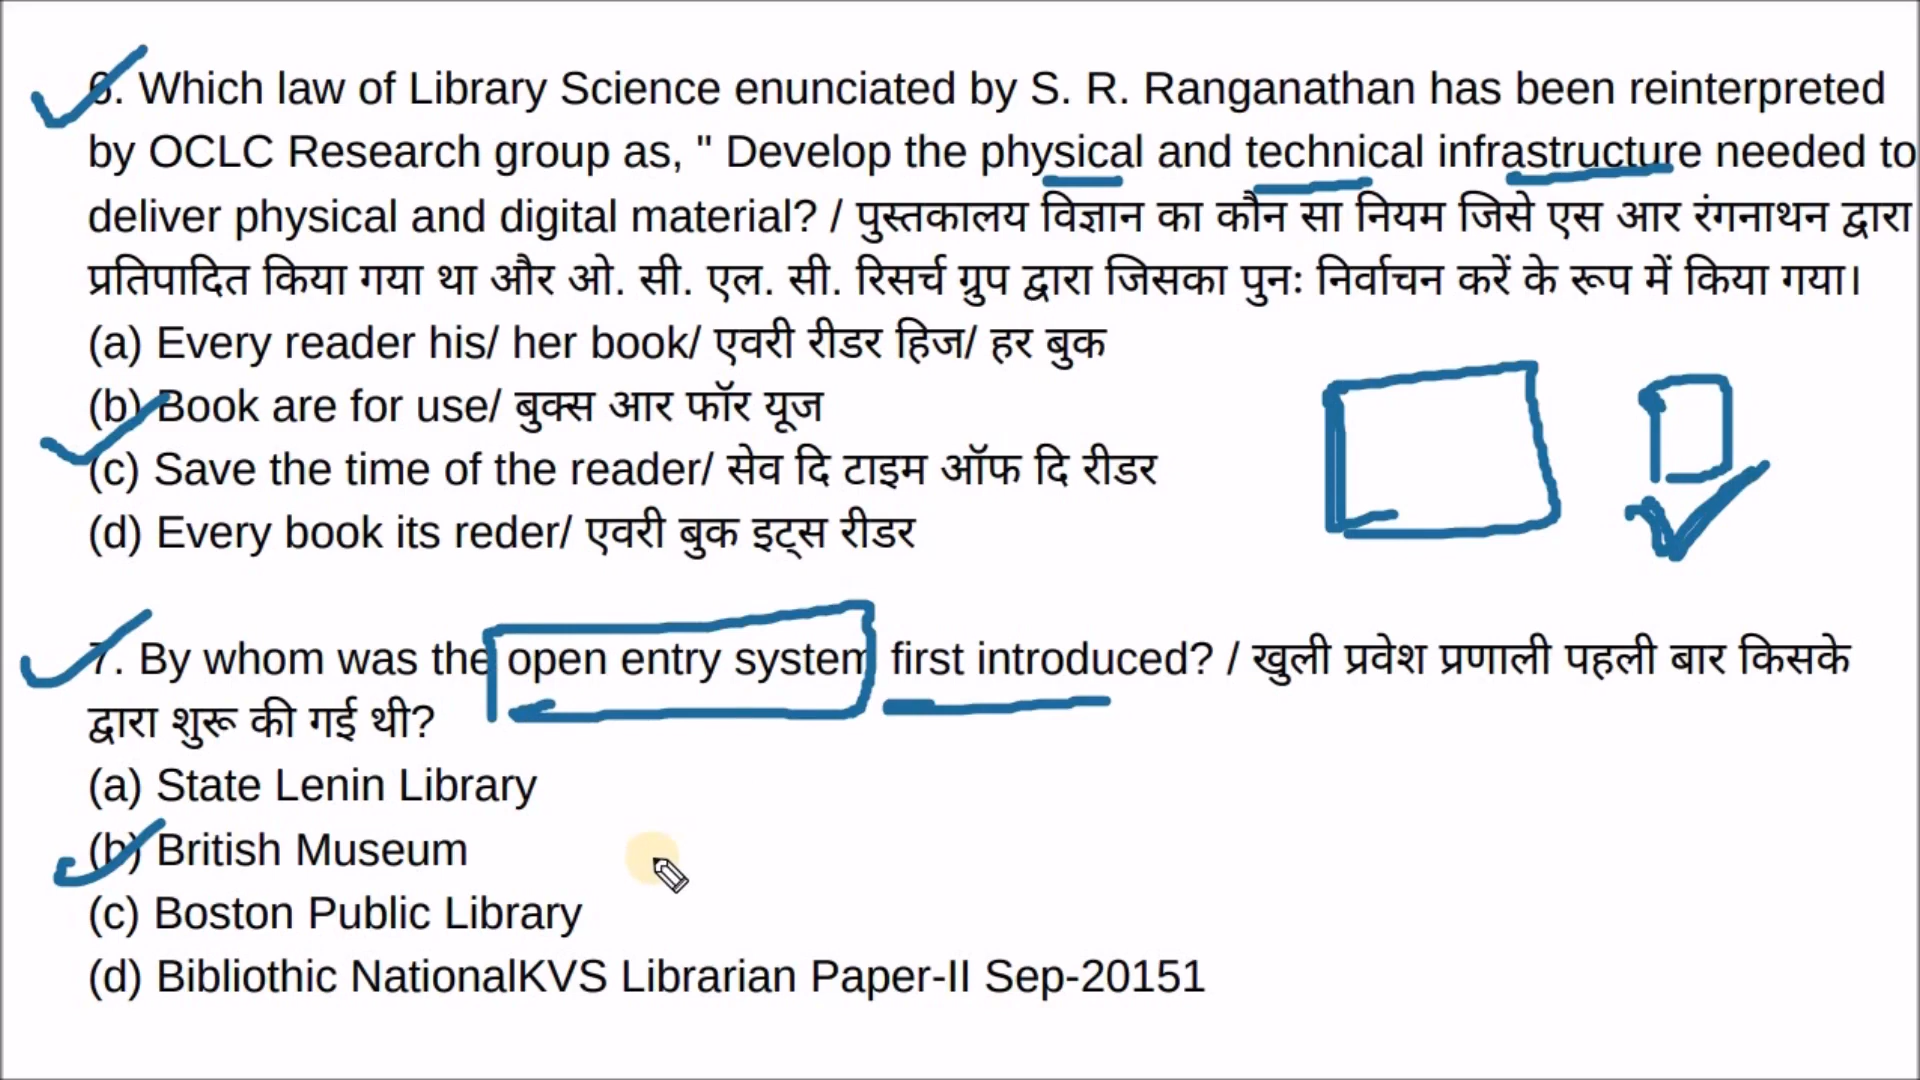 6. Which law of Library Science enunciated by S. R. Ranganathan has been reinterpreted
by OCLC Research group as, " Develop the physical and technical infrastructure needed to
deliver physical and digital material? / पुस्तकालय विज्ञान का कौन सा नियम जिसे एस आर रंगनाथन द्वारा
प्रतिपादित किया गया था और ओ. सी. एल. सी. रिसर्च ग्रुप द्वारा जिसका पुनः निर्वाचन करें के रूप में किया गया।
(a) Every reader his/ her book/ एवरी रीडर हिज/ हर बुक
(b) Book are for use/ बुक्स आर फॉर यूज
(c) Save the time of the reader/ सेव दि टाइम ऑफ दि रीडर
(d) Every book its reder/ एवरी बुक इट्स रीडर
7. By whom was the open entry system first introduced? / खुली प्रवेश प्रणाली पहली बार किसके
द्वारा शुरू की गई थी?
(a) State Lenin Library
(b) British Museum
(c) Boston Public Library
(d) Bibliothic NationalKVS Librarian Paper-II Sep-20151